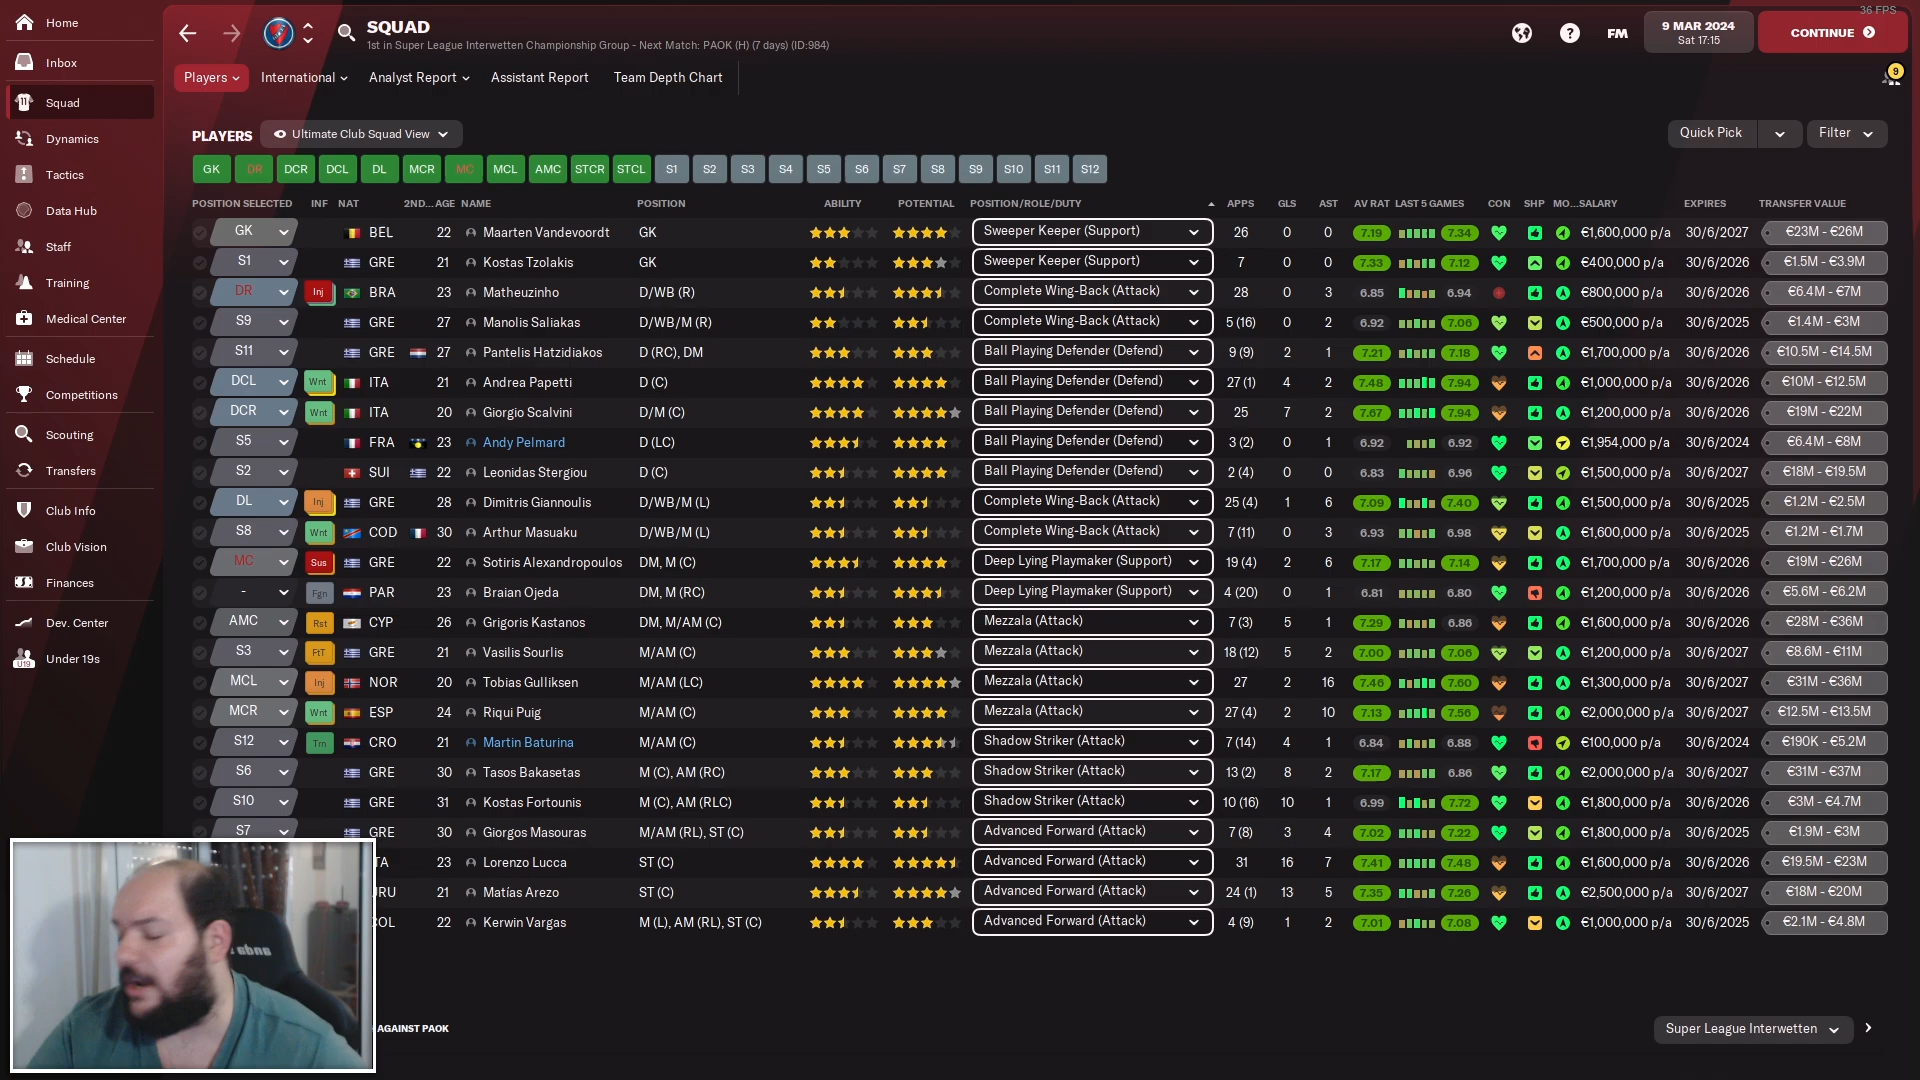 36 FPS
Home
Inbox
Squad
Dynamics
Tactics
Data Hub
Staff
Training
Medical Center
Schedule
Competitions
Scouting
Transfers
Club Info
Club Vision
Finances
Dev. Center
Under 19s
SQUAD
1st in Super League Interwetten Championship Group - Next Match: PAOK (H) (7 days) (ID:984)
FM
9 MAR 2024
Sat 17:15
CONTINUE
Players International Analyst Report Assistant Report Team Depth Chart
9
PLAYERS Ultimate Club Squad View Quick Pick Filter
GK DR DCR DCL DL MCR MC MCL AMC STCR STCL S1 S2 S3 S4 S5 S6 S7 S8 S9 S10 S11 S12
POSITION SELECTED INF NAT 2ND... AGE NAME POSITION ABILITY POTENTIAL POSITION/ROLE/DUTY APPS GLS AST AV RAT LAST 5 GAMES CON SHP MO... SALARY EXPIRES TRANSFER VALUE
GK BEL 22 Maarten Vandevoordt GK Sweeper Keeper (Support) 26 0 0 7.19 7.34 €1,600,000 p/a 30/6/2027 €23M - €26M
S1 GRE 21 Kostas Tzolakis GK Sweeper Keeper (Support) 7 0 0 7.33 7.12 €400,000 p/a 30/6/2026 €1.5M - €3.9M
DR Inj BRA 23 Matheuzinho D/WB (R) Complete Wing-Back (Attack) 28 0 3 6.85 6.94 €800,000 p/a 30/6/2026 €6.4M - €7M
S9 GRE 27 Manolis Saliakas D/WB/M (R) Complete Wing-Back (Attack) 5 (16) 0 2 6.92 7.06 €500,000 p/a 30/6/2025 €1.4M - €3M
S11 GRE 27 Pantelis Hatzidiakos D (RC), DM Ball Playing Defender (Defend) 9 (9) 2 1 7.21 7.18 €1,700,000 p/a 30/6/2026 €10.5M - €14.5M
DCL Wnt ITA 21 Andrea Papetti D (C) Ball Playing Defender (Defend) 27 (1) 4 2 7.48 7.94 €1,000,000 p/a 30/6/2026 €10M - €12.5M
DCR Wnt ITA 20 Giorgio Scalvini D/M (C) Ball Playing Defender (Defend) 25 7 2 7.67 7.94 €1,200,000 p/a 30/6/2026 €19M - €22M
S5 FRA 23 Andy Pelmard D (LC) Ball Playing Defender (Defend) 3 (2) 0 1 6.92 6.92 €1,954,000 p/a 30/6/2024 €6.4M - €8M
S2 SUI 22 Leonidas Stergiou D (C) Ball Playing Defender (Defend) 2 (4) 0 0 6.83 6.96 €1,500,000 p/a 30/6/2027 €18M - €19.5M
DL Inj GRE 28 Dimitris Giannoulis D/WB/M (L) Complete Wing-Back (Attack) 25 (4) 1 6 7.09 7.40 €1,500,000 p/a 30/6/2025 €1.2M - €2.5M
S8 Wnt COD 30 Arthur Masuaku D/WB/M (L) Complete Wing-Back (Attack) 7 (11) 0 3 6.93 6.98 €1,600,000 p/a 30/6/2025 €1.2M - €1.7M
MC Sus GRE 22 Sotiris Alexandropoulos DM, M (C) Deep Lying Playmaker (Support) 19 (4) 2 6 7.17 7.14 €1,700,000 p/a 30/6/2027 €19M - €26M
- Fgn PAR 23 Braian Ojeda DM, M (RC) Deep Lying Playmaker (Support) 4 (20) 0 1 6.81 6.80 €1,200,000 p/a 30/6/2026 €5.6M - €6.2M
AMC Rst CYP 26 Grigoris Kastanos DM, M/AM (C) Mezzala (Attack) 7 (3) 5 1 7.29 6.86 €1,600,000 p/a 30/6/2026 €28M - €36M
S3 FtT GRE 21 Vasilis Sourlis M/AM (C) Mezzala (Attack) 18 (12) 5 2 7.00 7.06 €1,200,000 p/a 30/6/2027 €8.6M - €11M
MCL Inj NOR 20 Tobias Gulliksen M/AM (LC) Mezzala (Attack) 27 2 16 7.46 7.60 €1,300,000 p/a 30/6/2027 €31M - €36M
MCR Wnt ESP 24 Riqui Puig M/AM (C) Mezzala (Attack) 27 (4) 2 10 7.13 7.56 €2,000,000 p/a 30/6/2027 €12.5M - €13.5M
S12 Trn CRO 21 Martin Baturina M/AM (C) Shadow Striker (Attack) 7 (14) 4 1 6.84 6.88 €100,000 p/a 30/6/2024 €190K - €5.2M
S6 GRE 30 Tasos Bakasetas M (C), AM (RC) Shadow Striker (Attack) 13 (2) 8 2 7.17 6.86 €2,000,000 p/a 30/6/2027 €31M - €37M
S10 GRE 31 Kostas Fortounis M (C), AM (RLC) Shadow Striker (Attack) 10 (16) 10 1 6.99 7.72 €1,800,000 p/a 30/6/2026 €3M - €4.7M
S7 GRE 30 Giorgos Masouras M/AM (RL), ST (C) Advanced Forward (Attack) 7 (8) 3 4 7.02 7.22 €1,800,000 p/a 30/6/2025 €1.9M - €3M
TA 23 Lorenzo Lucca ST (C) Advanced Forward (Attack) 31 16 7 7.41 7.48 €1,600,000 p/a 30/6/2026 €19.5M - €23M
URU 21 Matías Arezo ST (C) Advanced Forward (Attack) 24 (1) 13 5 7.35 7.26 €2,500,000 p/a 30/6/2027 €18M - €20M
COL 22 Kerwin Vargas M (L), AM (RL), ST (C) Advanced Forward (Attack) 4 (9) 1 2 7.01 7.08 €1,000,000 p/a 30/6/2025 €2.1M - €4.8M
AGAINST PAOK
Super League Interwetten